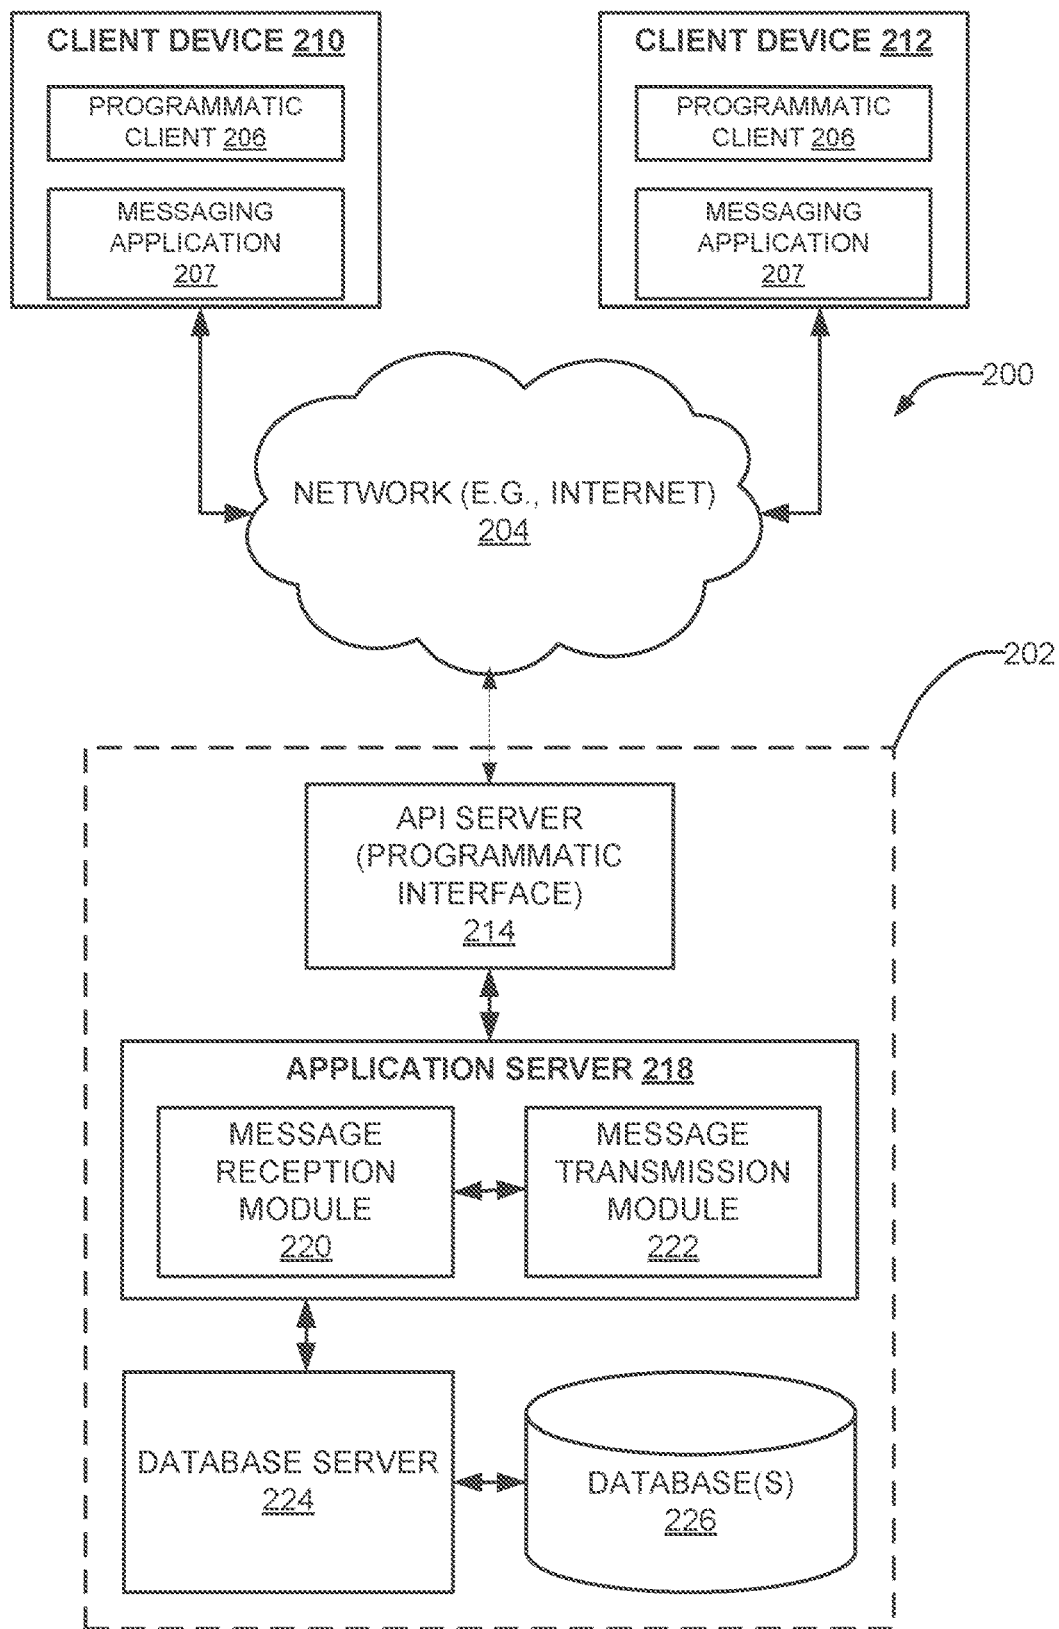 CLIENT DEVICE 210
PROGRAMMATIC
CLIENT 206
MESSAGING
APPLICATION
207
CLIENT DEVICE 212
PROGRAMMATIC
CLIENT 206
MESSAGING
APPLICATION
207
200
NETWORK (E.G., INTERNET)
204
202
API SERVER
(PROGRAMMATIC
INTERFACE)
214
APPLICATION SERVER 218
MESSAGE
RECEPTION
MODULE
220
MESSAGE
TRANSMISSION
MODULE
222
DATABASE SERVER
224
DATABASE(S)
226